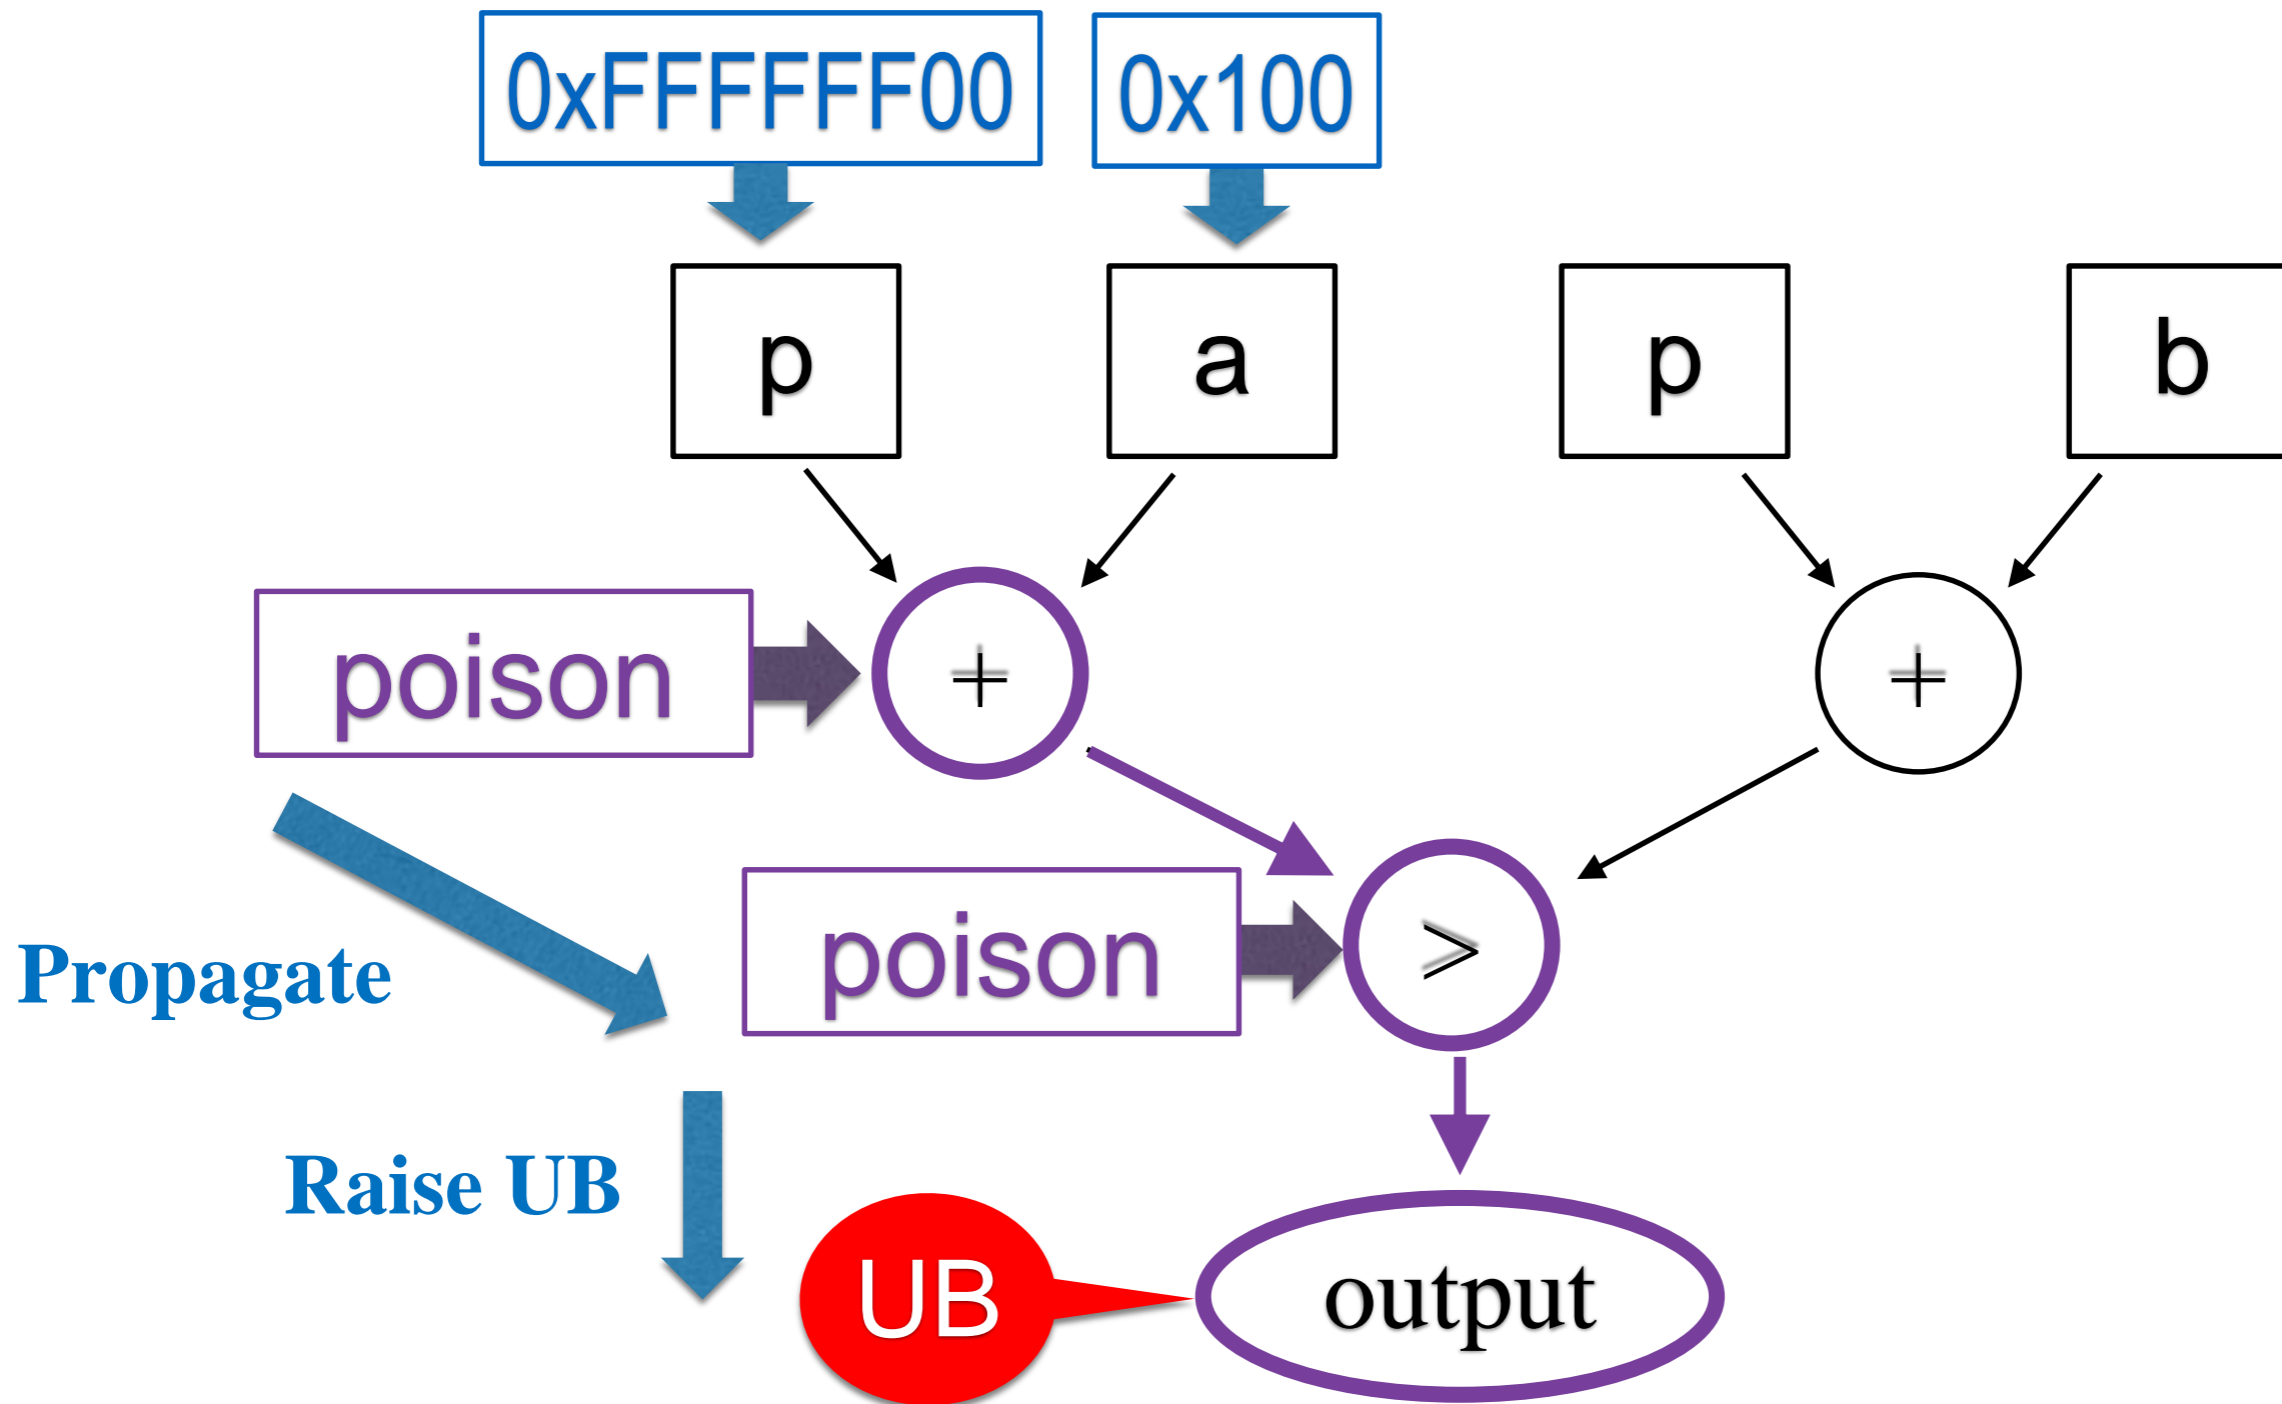 0xFFFFFF00
0x100
p
a
p
b
poison
+
+
Propagate
poison
>
Raise UB
UB
output